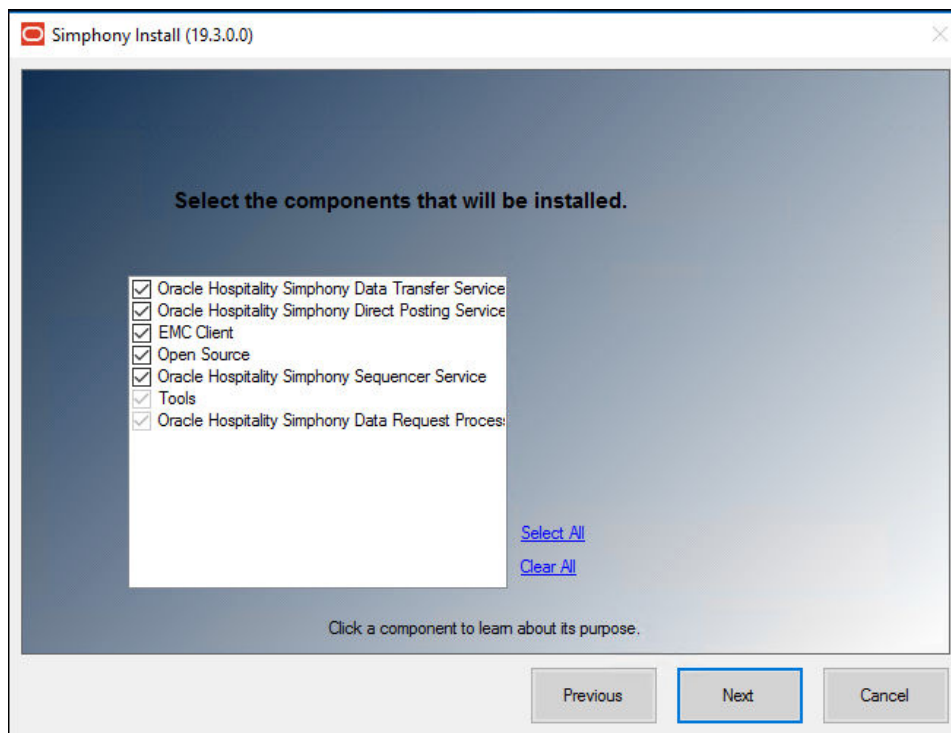 Simphony Install (19.3.0.0)
Select the components that will be installed.
Oracle Hospitality Simphony Data Transfer Service
Oracle Hospitality Simphony Direct Posting Service
EMC Client
Open Source
Oracle Hospitality Simphony Sequencer Service
Tools
Oracle Hospitality Simphony Data Request
Select All
Clear All
Click a component to learn about its purpose.
Previous Next Cancel